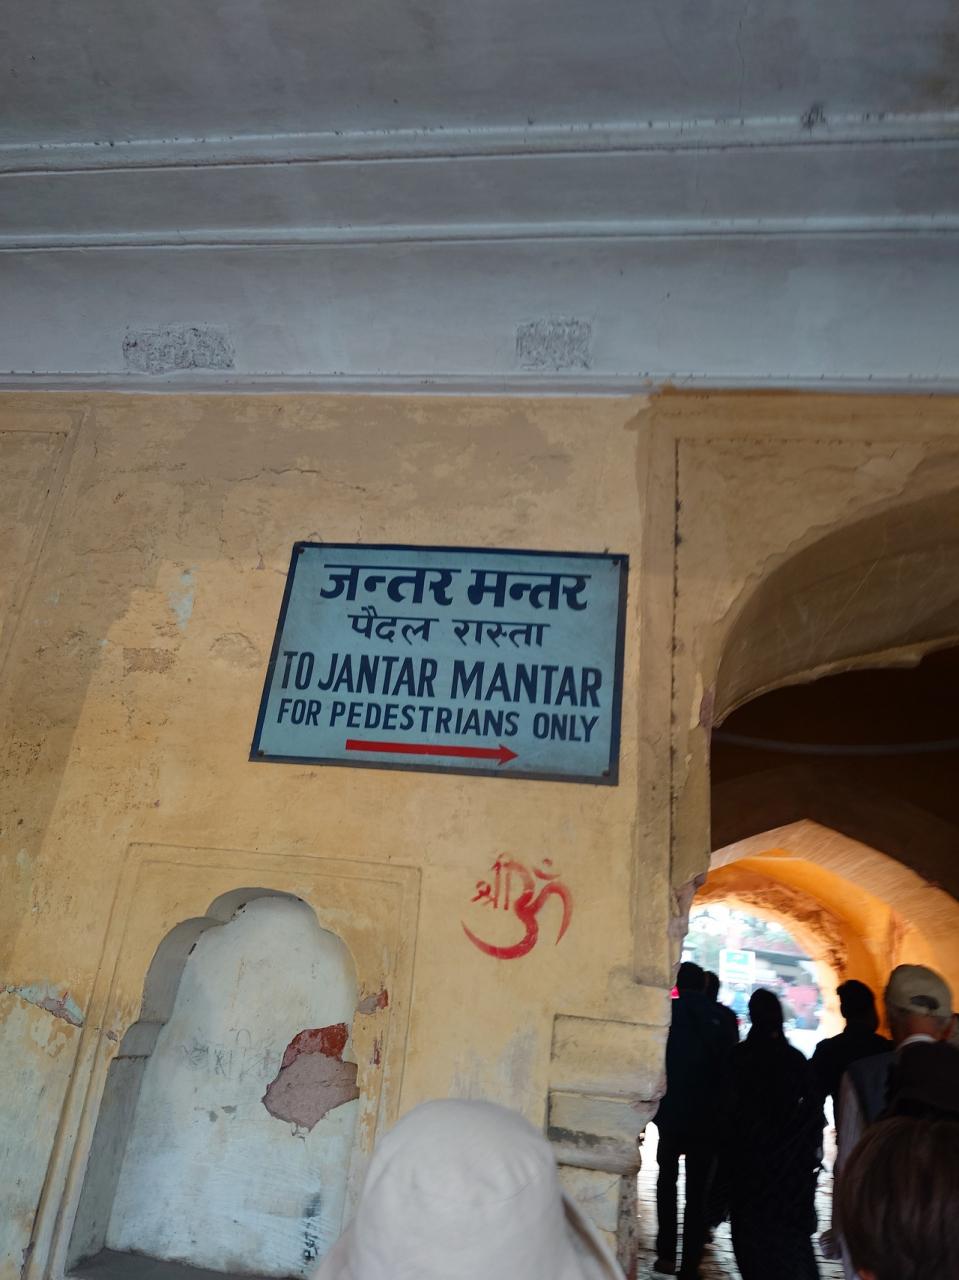 जन्तर मन्तर
पैदल रास्ता
TO JANTAR MANTAR
FOR PEDESTRIANS ONLY
श्री ॐ